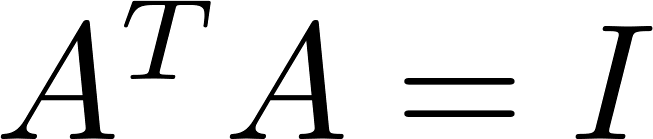 A^T A = I